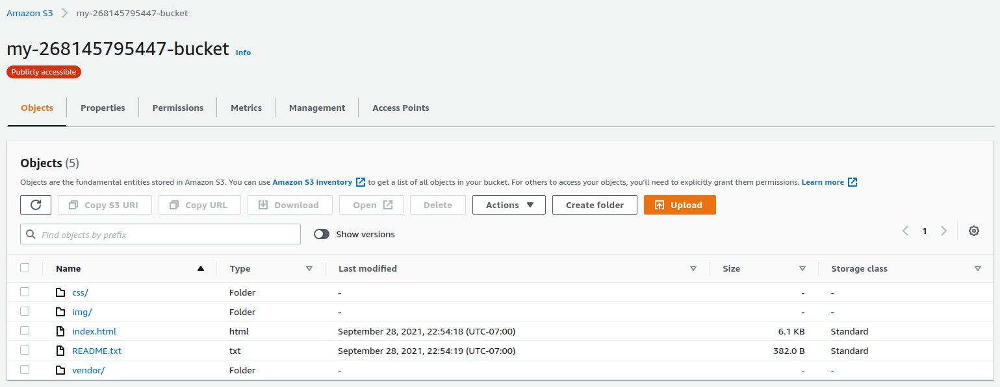 Amazon S3 my-268145795447-bucket
my-268145795447-bucket Info
Publicly accessible
Objects Properties Permissions Metrics Management Access Points
Objects (5)
Objects are the fundamental entities stored in Amazon S3. You can use Amazon S3 inventory to get a list of all objects in your bucket. For others to access your objects, you'll need to explicitly grant them permissions. Learn more
Copy S3 URI Copy URL Download Open Delete Actions Create folder Upload
Find objects by prefix Show versions 1
Name Type Last modified Size Storage class
css/ Folder - - -
img/ Folder - - -
index.html html September 28, 2021, 22:54:18 (UTC-07:00) 6.1 KB Standard
README.txt txt September 28, 2021, 22:54:19 (UTC-07:00) 382.0 B Standard
vendor/ Folder - - -